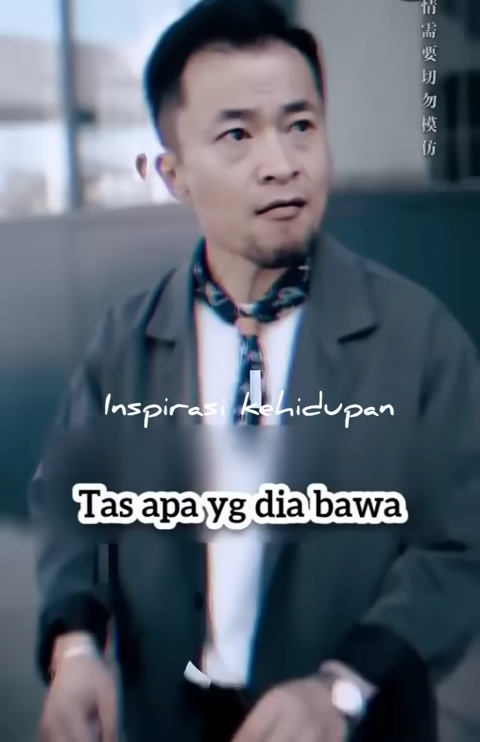 情需要切勿模仿
Inspirasi kehidupan
Tas apa yg dia bawa